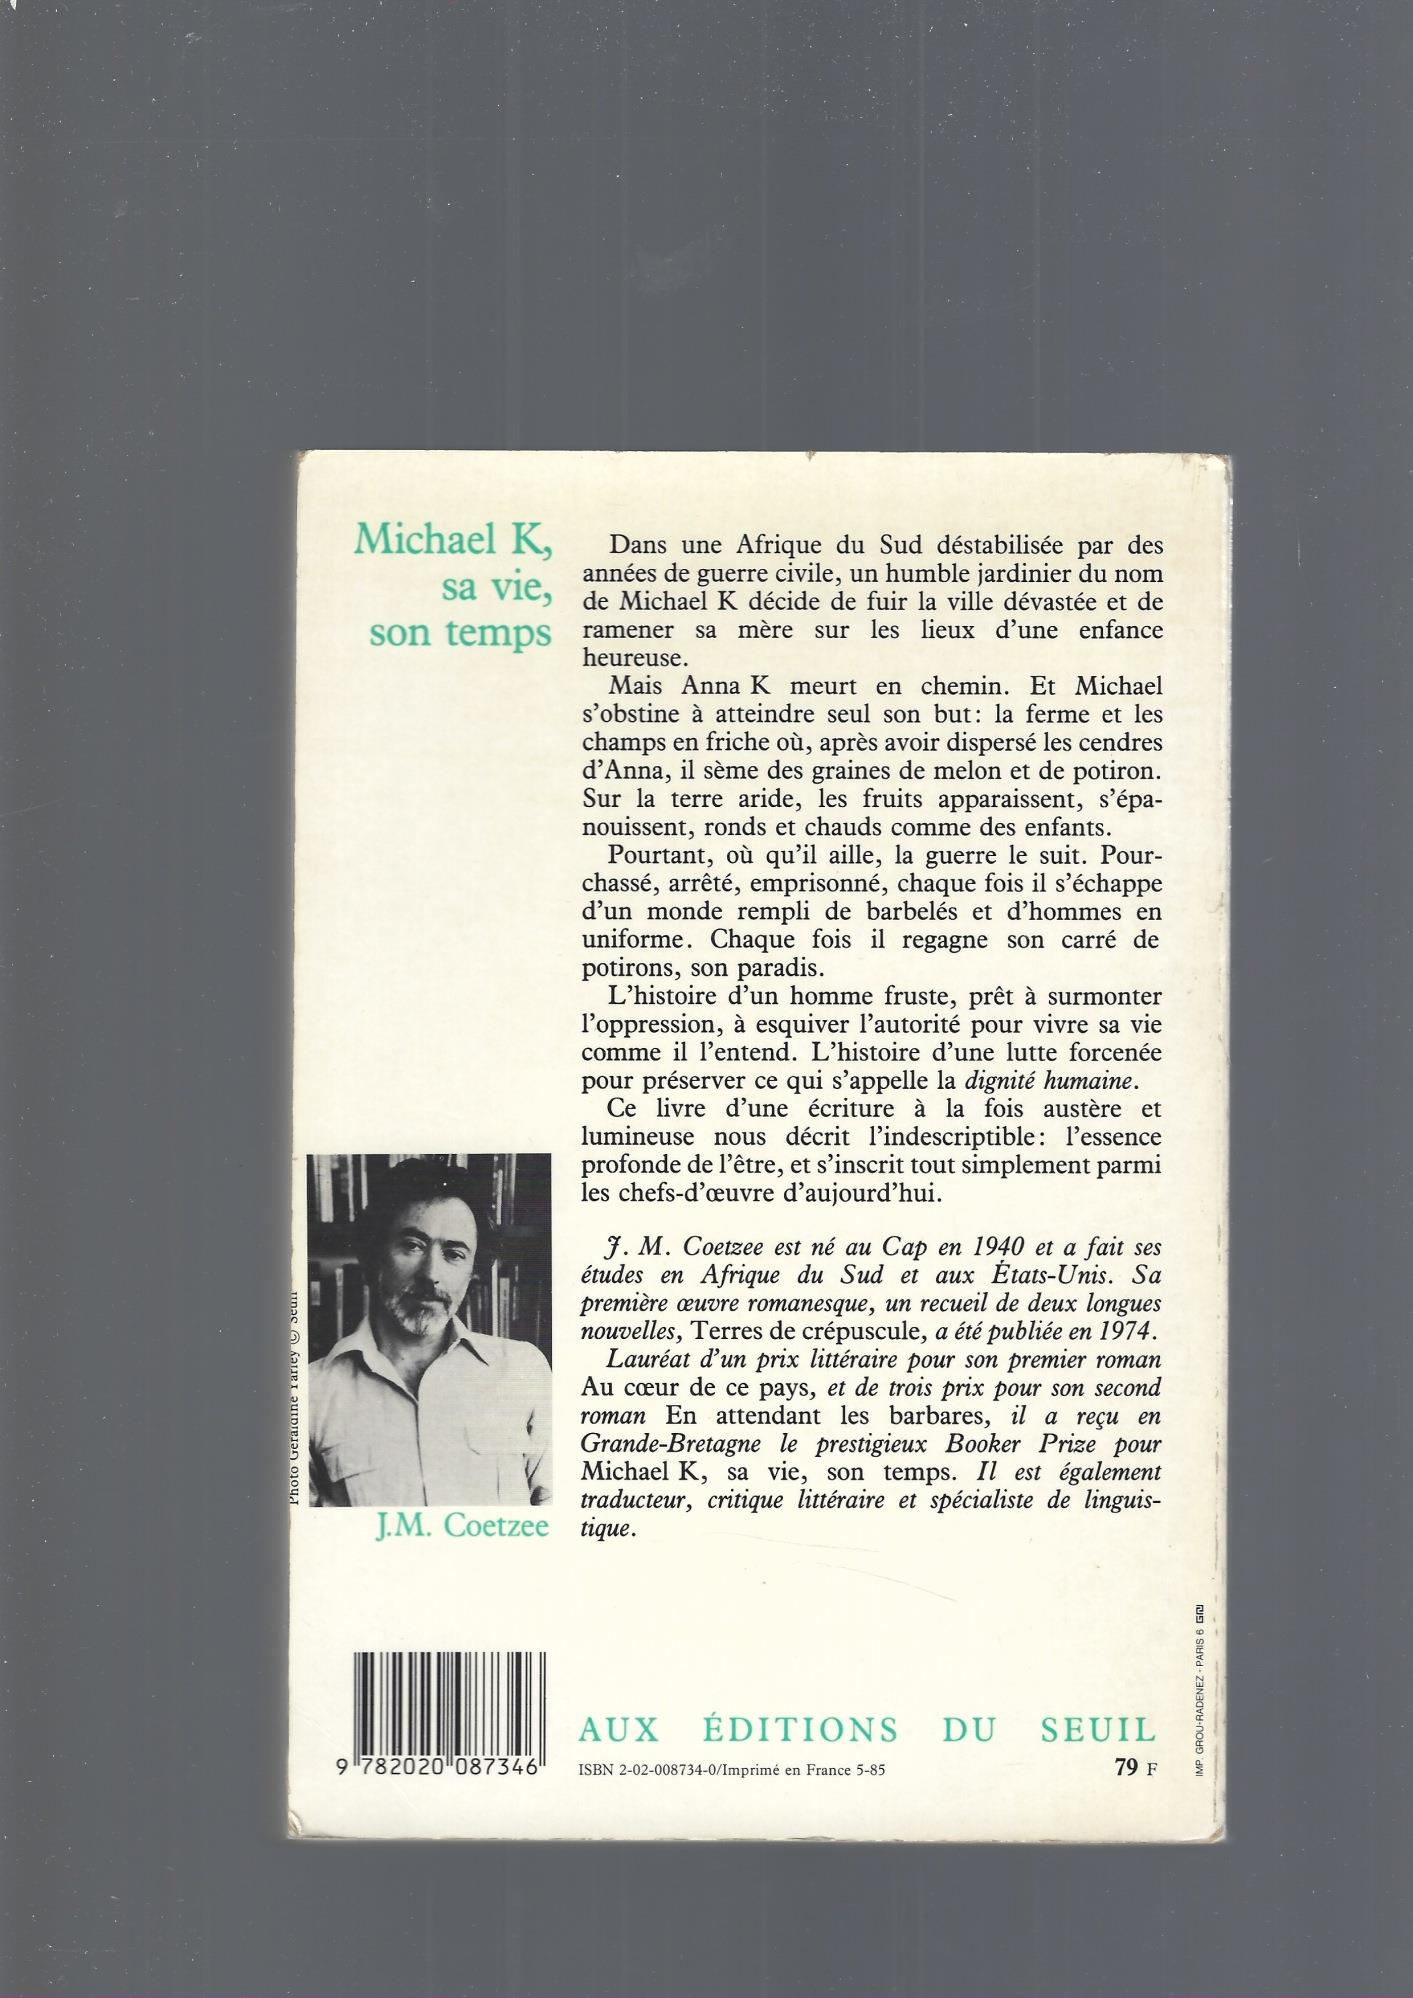 Michael K,
sa vie,
son temps
Dans une Afrique du Sud déstabilisée par des
années de guerre civile, un humble jardinier du nom
de Michael K décide de fuir la ville dévastée et de
ramener sa mère sur les lieux d'une enfance
heureuse.
Mais Anna K meurt en chemin. Et Michael
s'obstine à atteindre seul son but : la ferme et les
champs en friche où, après avoir dispersé les cendres
d'Anna, il sème des graines de melon et de potiron.
Sur la terre aride, les fruits apparaissent, s'épa-
nouissent, ronds et chauds comme des enfants.
Pourtant, où qu'il aille, la guerre le suit. Pour-
chassé, arrêté, emprisonné, chaque fois il s'échappe
d'un monde rempli de barbelés et d'hommes en
uniforme. Chaque fois il regagne son carré de
potirons, son paradis.
L'histoire d'un homme fruste, prêt à surmonter
l'oppression, à esquiver l'autorité pour vivre sa vie
comme il l'entend. L'histoire d'une lutte forcenée
pour préserver ce qui s'appelle la dignité humaine.
Ce livre d'une écriture à la fois austère et
lumineuse nous décrit l'indescriptible : l'essence
profonde de l'être, et s'inscrit tout simplement parmi
les chefs-d'œuvre d'aujourd'hui.
J. M. Coetzee est né au Cap en 1940 et a fait ses
études en Afrique du Sud et aux États-Unis. Sa
première œuvre romanesque, un recueil de deux longues
nouvelles, Terres de crépuscule, a été publiée en 1974.
Lauréat d'un prix littéraire pour son premier roman
Au cœur de ce pays, et de trois prix pour son second
roman En attendant les barbares, il a reçu en
Grande-Bretagne le prestigieux Booker Prize pour
Michael K, sa vie, son temps. Il est également
traducteur, critique littéraire et spécialiste de linguis-
tique.
Photo Geraldine © Seuil
J.M. Coetzee
9 782020 087346
AUX ÉDITIONS DU SEUIL
ISBN 2-02-008734-0/Imprimé en France 5-85
79 F
IMP. GROU-RADENEZ - PARIS 6